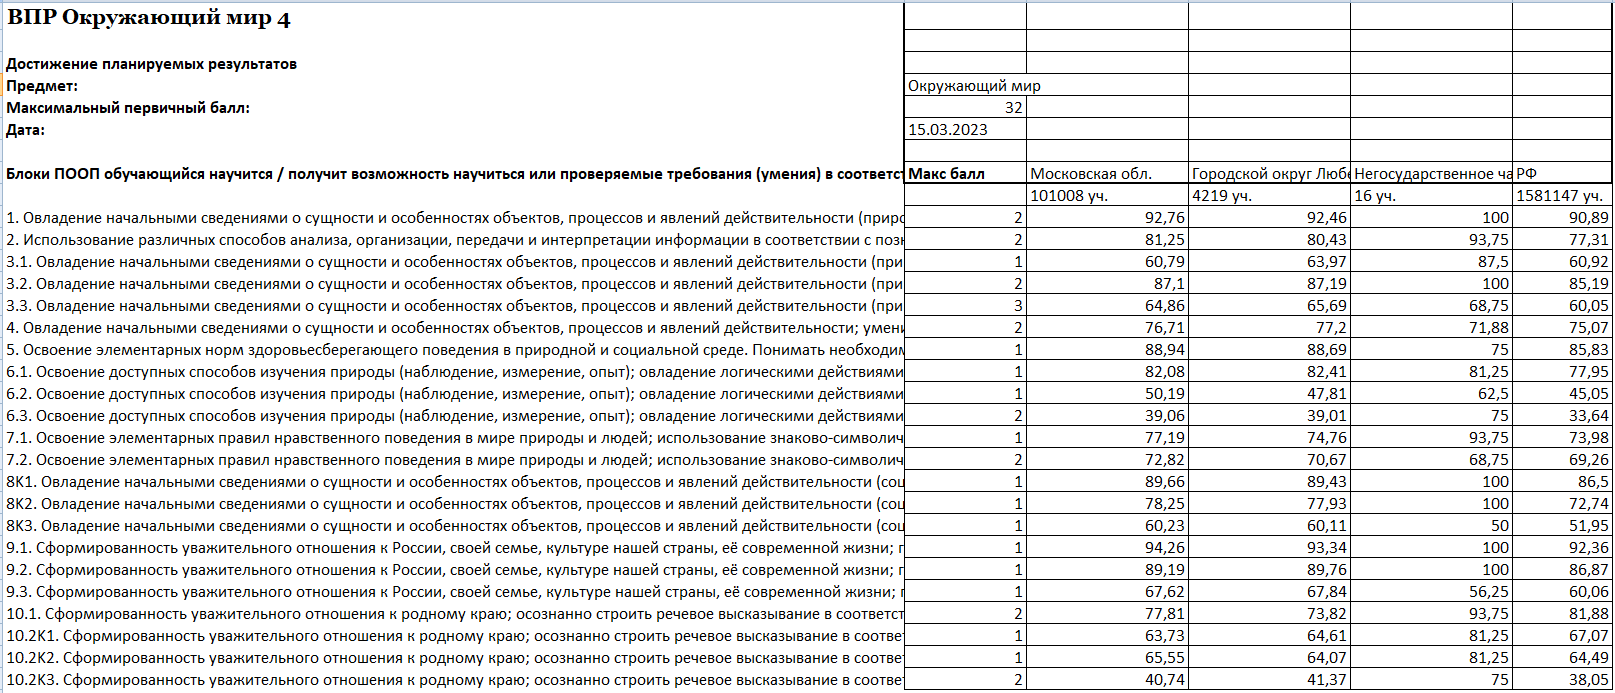 ВПР Окружающий мир 4
Достижение планируемых результатов
Предмет: Окружающий мир
Максимальный первичный балл: 32
Дата: 15.03.2023
Блоки ПООП обучающийся научится / получит возможность научиться или проверяемые требования (умения) в соответст Макс балл Московская обл. Городской округ Любе Негосударственное ча РФ
101008 уч. 4219 уч. 16 уч. 1581147 уч.
1. Овладение начальными сведениями о сущности и особенностях объектов, процессов и явлений действительности (приро 2 92,76 92,46 100 90,89
2. Использование различных способов анализа, организации, передачи и интерпретации информации в соответствии с позн 2 81,25 80,43 93,75 77,31
3.1. Овладение начальными сведениями о сущности и особенностях объектов, процессов и явлений действительности (при 1 60,79 63,97 87,5 60,92
3.2. Овладение начальными сведениями о сущности и особенностях объектов, процессов и явлений действительности (при 2 87,1 87,19 100 85,19
3.3. Овладение начальными сведениями о сущности и особенностях объектов, процессов и явлений действительности (при 3 64,86 65,69 68,75 60,05
4. Овладение начальными сведениями о сущности и особенностях объектов, процессов и явлений действительности; умени 2 76,71 77,2 71,88 75,07
5. Освоение элементарных норм здоровьесберегающего поведения в природной и социальной среде. Понимать необходим 1 88,94 88,69 75 85,83
6.1. Освоение доступных способов изучения природы (наблюдение, измерение, опыт); овладение логическими действиями 1 82,08 82,41 81,25 77,95
6.2. Освоение доступных способов изучения природы (наблюдение, измерение, опыт); овладение логическими действиями 1 50,19 47,81 62,5 45,05
6.3. Освоение доступных способов изучения природы (наблюдение, измерение, опыт); овладение логическими действиями 2 39,06 39,01 75 33,64
7.1. Освоение элементарных правил нравственного поведения в мире природы и людей; использование знаково-символич 1 77,19 74,76 93,75 73,98
7.2. Освоение элементарных правил нравственного поведения в мире природы и людей; использование знаково-символич 2 72,82 70,67 68,75 69,26
8K1. Овладение начальными сведениями о сущности и особенностях объектов, процессов и явлений действительности (соц 1 89,66 89,43 100 86,5
8K2. Овладение начальными сведениями о сущности и особенностях объектов, процессов и явлений действительности (соц 1 78,25 77,93 100 72,74
8K3. Овладение начальными сведениями о сущности и особенностях объектов, процессов и явлений действительности (соц 1 60,23 60,11 50 51,95
9.1. Сформированность уважительного отношения к России, своей семье, культуре нашей страны, её современной жизни; г 1 94,26 93,34 100 92,36
9.2. Сформированность уважительного отношения к России, своей семье, культуре нашей страны, её современной жизни; г 1 89,19 89,76 100 86,87
9.3. Сформированность уважительного отношения к России, своей семье, культуре нашей страны, её современной жизни; г 1 67,62 67,84 56,25 60,06
10.1. Сформированность уважительного отношения к родному краю; осознанно строить речевое высказывание в соответст 2 77,81 73,82 93,75 81,88
10.2K1. Сформированность уважительного отношения к родному краю; осознанно строить речевое высказывание в соотве 1 63,73 64,61 81,25 67,07
10.2K2. Сформированность уважительного отношения к родному краю; осознанно строить речевое высказывание в соотве 1 65,55 64,07 81,25 64,49
10.2K3. Сформированность уважительного отношения к родному краю; осознанно строить речевое высказывание в соотве 2 40,74 41,37 75 38,05